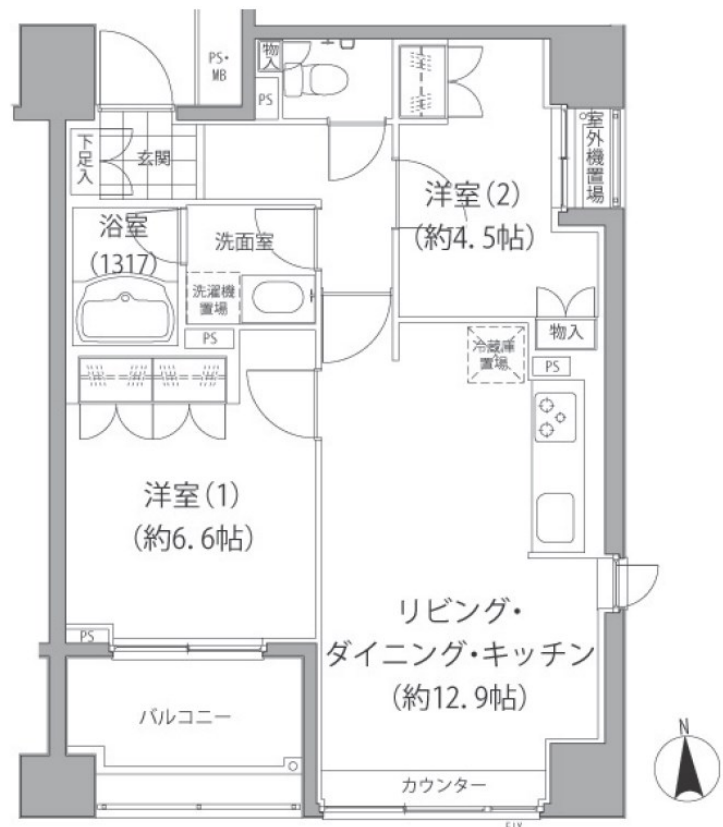 PS・
MB
物入
PS
下足入
玄関
室外機置場
洋室(2)
(約4.5帖)
浴室
(1317)
洗面室
洗濯機
置場
PS
物入
冷蔵庫
置場
PS
洋室(1)
(約6.6帖)
リビング・
ダイニング・キッチン
(約12.9帖)
PS
バルコニー
カウンター
N
FIX